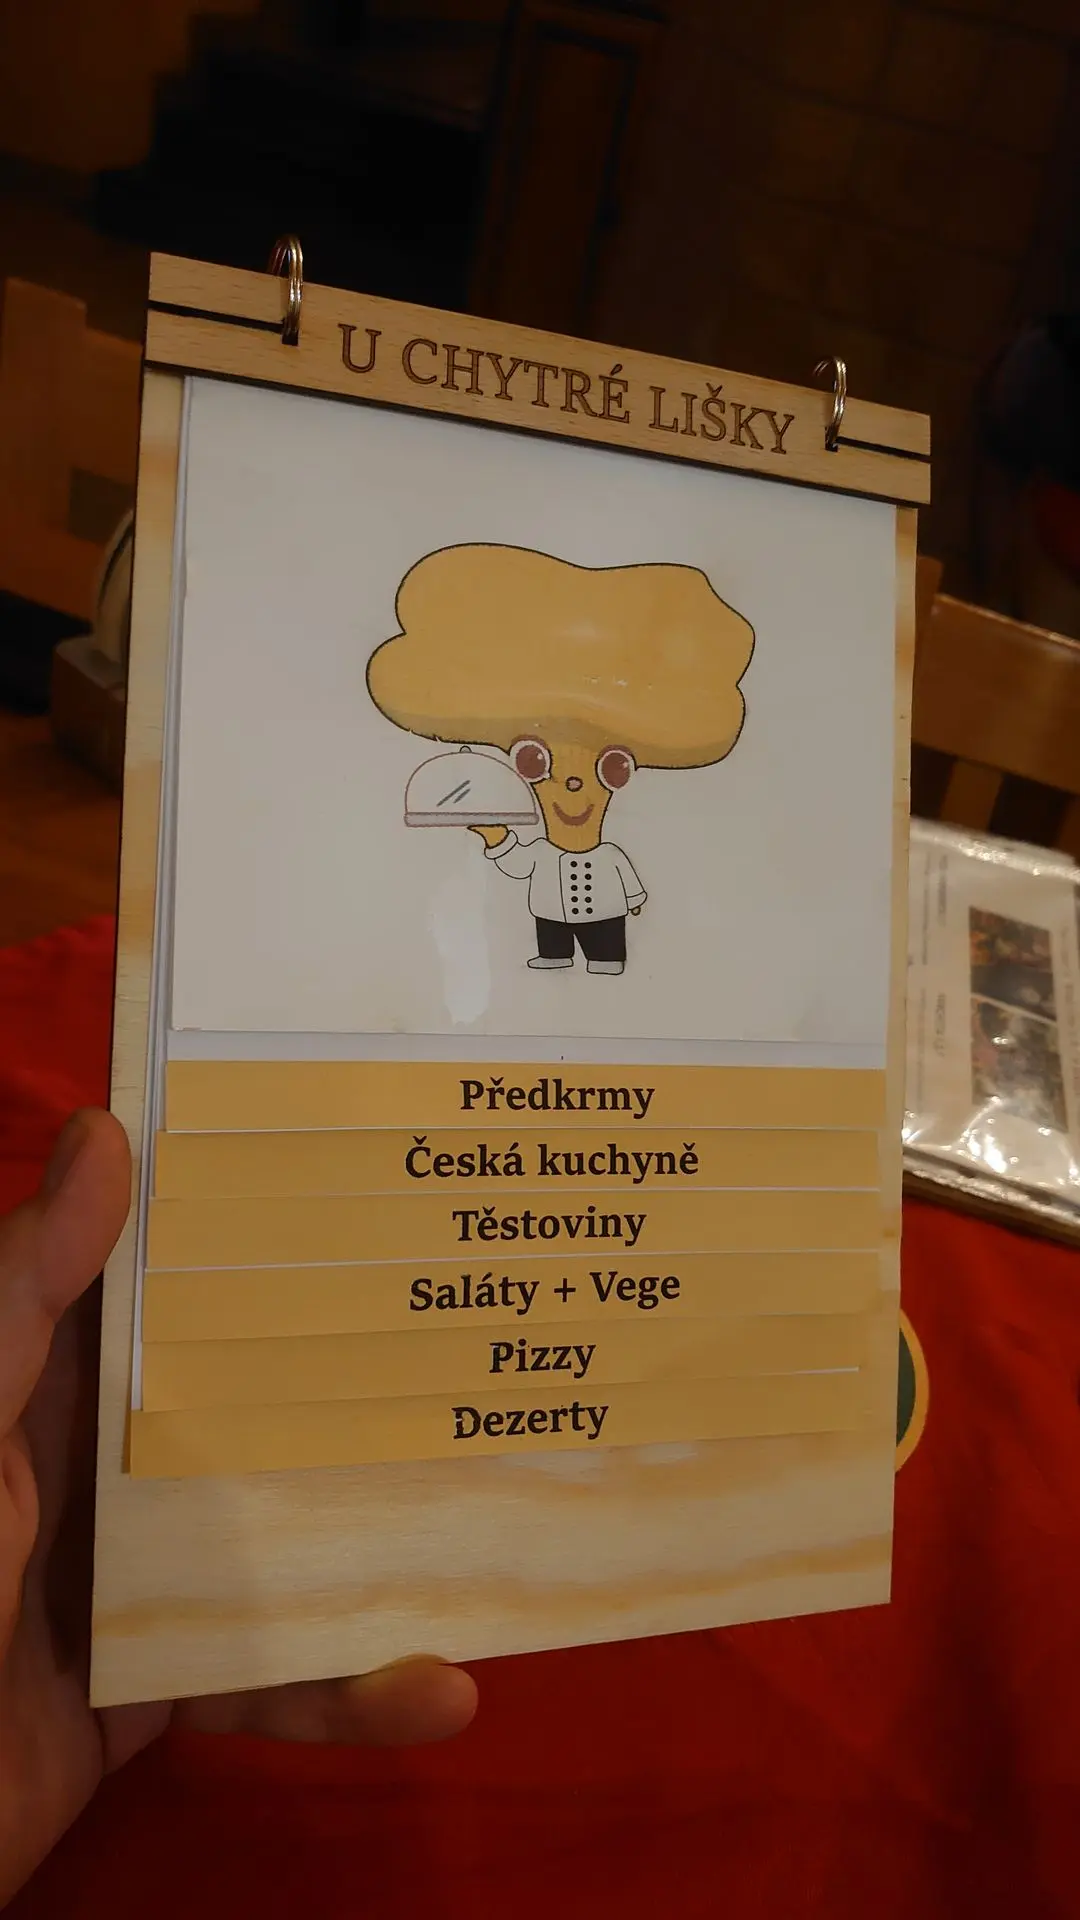 U CHYTRÉ LIŠKY
Předkrmy
Česká kuchyně
Těstoviny
Saláty + Vege
Pizzy
Dezerty